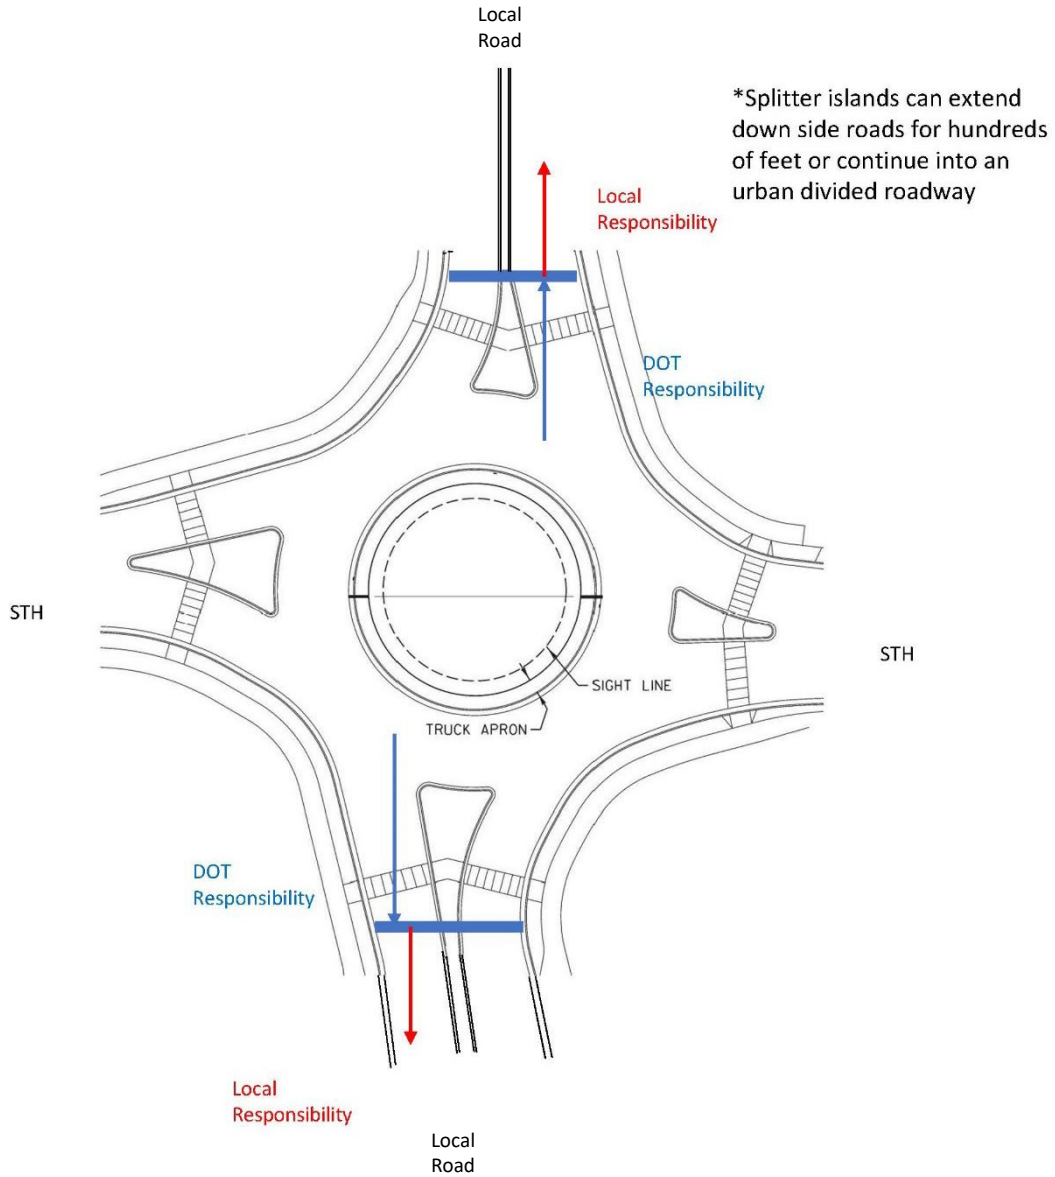 Local
Road
*Splitter islands can extend
down side roads for hundreds
of feet or continue into an
urban divided roadway
Local
Responsibility
DOT
Responsibility
STH
STH
SIGHT LINE
TRUCK APRON
DOT
Responsibility
Local
Responsibility
Local
Road